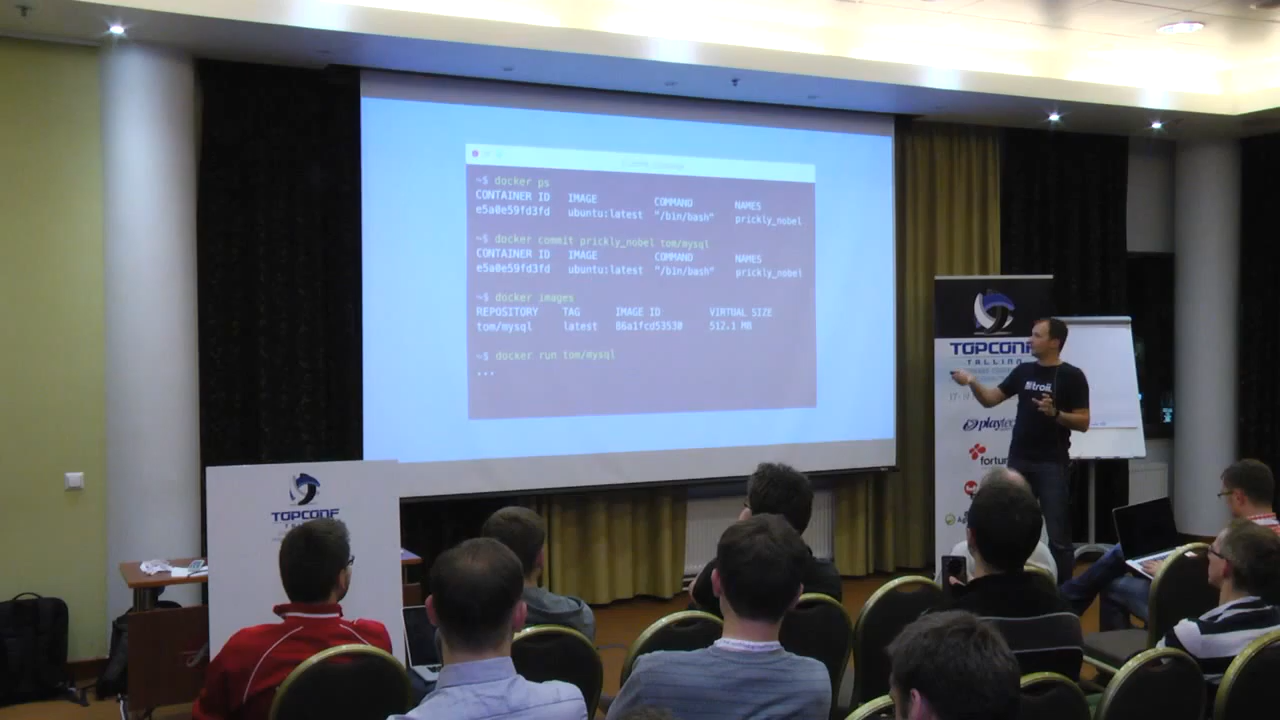 ~$ docker ps
CONTAINER ID IMAGE COMMAND NAMES
e5a0e59fd3fd ubuntu:latest "/bin/bash" prickly_nobel
~$ docker commit prickly_nobel tom/mysql
CONTAINER ID IMAGE COMMAND NAMES
e5a0e59fd3fd ubuntu:latest "/bin/bash" prickly_nobel
~$ docker images
REPOSITORY TAG IMAGE ID VIRTUAL SIZE
tom/mysql latest 86a1fcd53530 512.1 MB
~$ docker run tom/mysql
...
TOPCONF
TALLINN
troii
TOPCONF